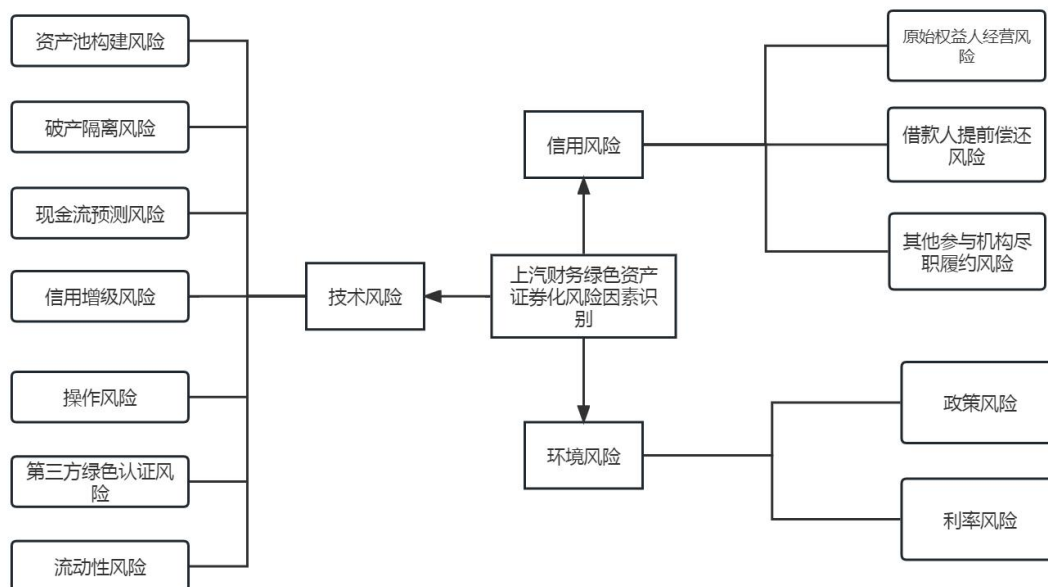 资产池构建风险
破产隔离风险
现金流预测风险
信用增级风险
操作风险
第三方绿色认证风
险
流动性风险
技术风险
上汽财务绿色资产
证券化风险因素识
别
信用风险
原始权益人经营风
险
借款人提前偿还
风险
其他参与机构尽
职履约风险
环境风险
政策风险
利率风险